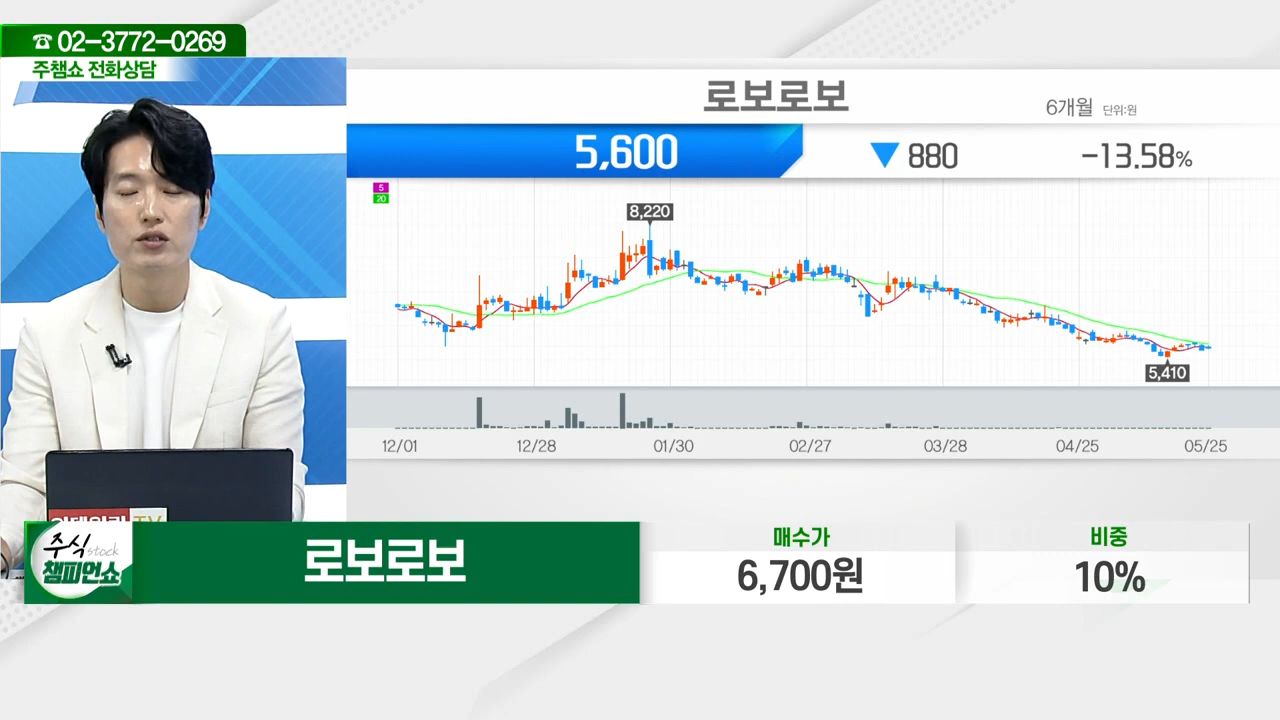 ☎ 02-3772-0269
주챔쇼 전화상담
로보로보
6개월 단위:원
5,600
▼ 880
-13.58%
5
20
8,220
5,410
12/01 12/28 01/30 02/27 03/28 04/25 05/25
주식 stock
챔피언쇼
로보로보
매수가
6,700원
비중
10%